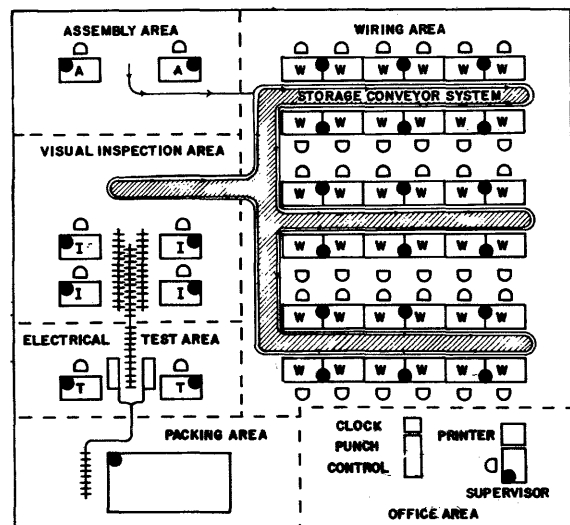 ASSEMBLY AREA
WIRING AREA
A A
W W W W W W
STORAGE CONVEYOR SYSTEM
W W W W W W
VISUAL INSPECTION AREA
W W W W W W
I I
W W W W W W
I I
W W W W W W
ELECTRICAL TEST AREA
W W W W W W
T T
PACKING AREA
CLOCK
PUNCH
CONTROL
PRINTER
SUPERVISOR
OFFICE AREA